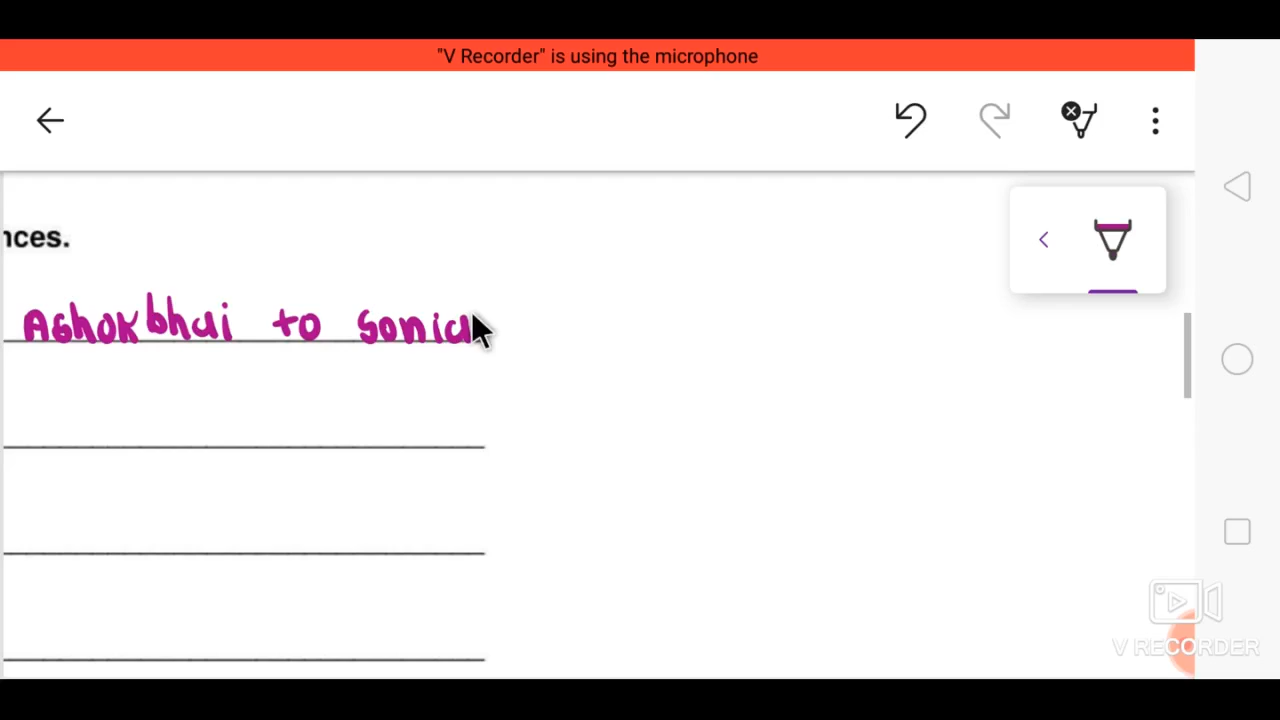 "V Recorder" is using the microphone
nces.
Ashokbhai to Sonia
V RECORDER